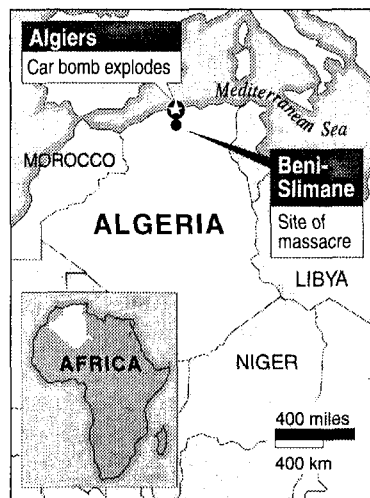 Algiers
Car bomb explodes
Mediterranean Sea
MOROCCO
Beni-
Slimane
Site of
massacre
ALGERIA
LIBYA
AFRICA
NIGER
400 miles
400 km